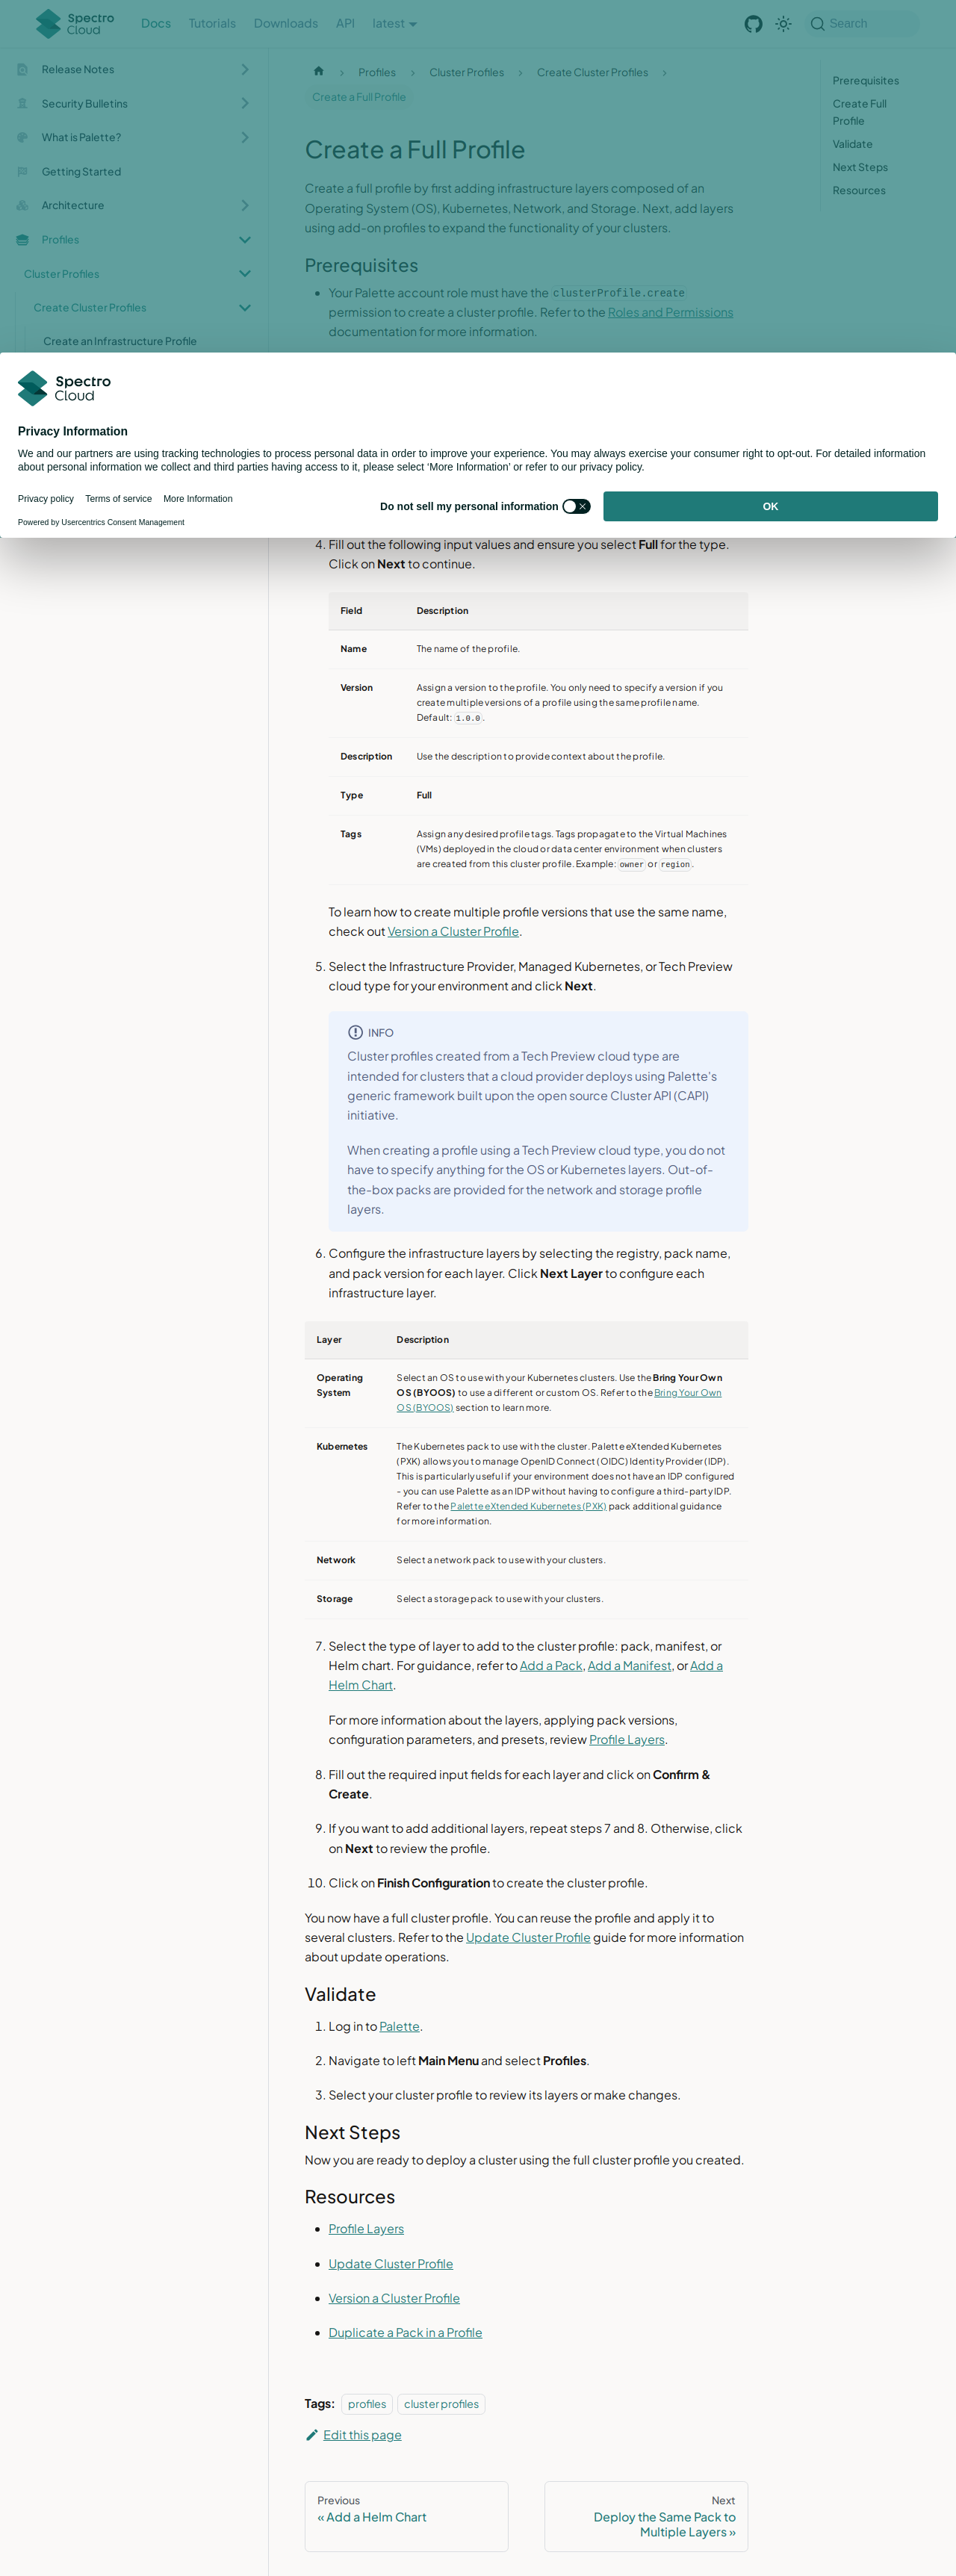 Spectro
Cloud
Docs
Tutorials
Downloads
API
latest
Search
Release Notes
Security Bulletins
What is Palette?
Getting Started
Architecture
Profiles
Cluster Profiles
Create Cluster Profiles
Create an Infrastructure Profile
Profiles
Cluster Profiles
Create Cluster Profiles
Create a Full Profile
Prerequisites
Create Full
Profile
Validate
Next Steps
Resources
Create a Full Profile
Create a full profile by first adding infrastructure layers composed of an
Operating System (OS), Kubernetes, Network, and Storage. Next, add layers
using add-on profiles to expand the functionality of your clusters.
Prerequisites
• Your Palette account role must have the clusterProfile.create
permission to create a cluster profile. Refer to the Roles and Permissions
documentation for more information.
Spectro
Cloud
Privacy Information
We and our partners are using tracking technologies to process personal data in order to improve your experience. You may always exercise your consumer right to opt-out. For detailed information
about personal information we collect and third parties having access to it, please select ‘More Information’ or refer to our privacy policy.
Privacy policy
Terms of service
More Information
Powered by Usercentrics Consent Management
Do not sell my personal information
OK
4. Fill out the following input values and ensure you select Full for the type.
Click on Next to continue.
Field Description
Name The name of the profile.
Version Assign a version to the profile. You only need to specify a version if you
create multiple versions of a profile using the same profile name.
Default: 1.0.0.
Description Use the description to provide context about the profile.
Type Full
Tags Assign any desired profile tags. Tags propagate to the Virtual Machines
(VMs) deployed in the cloud or data center environment when clusters
are created from this cluster profile. Example: owner or region.
To learn how to create multiple profile versions that use the same name,
check out Version a Cluster Profile.
5. Select the Infrastructure Provider, Managed Kubernetes, or Tech Preview
cloud type for your environment and click Next.
INFO
Cluster profiles created from a Tech Preview cloud type are
intended for clusters that a cloud provider deploys using Palette's
generic framework built upon the open source Cluster API (CAPI)
initiative.
When creating a profile using a Tech Preview cloud type, you do not
have to specify anything for the OS or Kubernetes layers. Out-of-
the-box packs are provided for the network and storage profile
layers.
6. Configure the infrastructure layers by selecting the registry, pack name,
and pack version for each layer. Click Next Layer to configure each
infrastructure layer.
Layer Description
Operating
System
Select an OS to use with your Kubernetes clusters. Use the Bring Your Own
OS (BYOOS) to use a different or custom OS. Refer to the Bring Your Own
OS (BYOOS) section to learn more.
Kubernetes The Kubernetes pack to use with the cluster. Palette eXtended Kubernetes
(PXK) allows you to manage OpenID Connect (OIDC) Identity Provider (IDP).
This is particularly useful if your environment does not have an IDP configured
- you can use Palette as an IDP without having to configure a third-party IDP.
Refer to the Palette eXtended Kubernetes (PXK) pack additional guidance
for more information.
Network Select a network pack to use with your clusters.
Storage Select a storage pack to use with your clusters.
7. Select the type of layer to add to the cluster profile: pack, manifest, or
Helm chart. For guidance, refer to Add a Pack, Add a Manifest, or Add a
Helm Chart.
For more information about the layers, applying pack versions,
configuration parameters, and presets, review Profile Layers.
8. Fill out the required input fields for each layer and click on Confirm &
Create.
9. If you want to add additional layers, repeat steps 7 and 8. Otherwise, click
on Next to review the profile.
10. Click on Finish Configuration to create the cluster profile.
You now have a full cluster profile. You can reuse the profile and apply it to
several clusters. Refer to the Update Cluster Profile guide for more information
about update operations.
Validate
1. Log in to Palette.
2. Navigate to left Main Menu and select Profiles.
3. Select your cluster profile to review its layers or make changes.
Next Steps
Now you are ready to deploy a cluster using the full cluster profile you created.
Resources
• Profile Layers
• Update Cluster Profile
• Version a Cluster Profile
• Duplicate a Pack in a Profile
Tags: profiles cluster profiles
Edit this page
Previous
« Add a Helm Chart
Next
Deploy the Same Pack to
Multiple Layers »